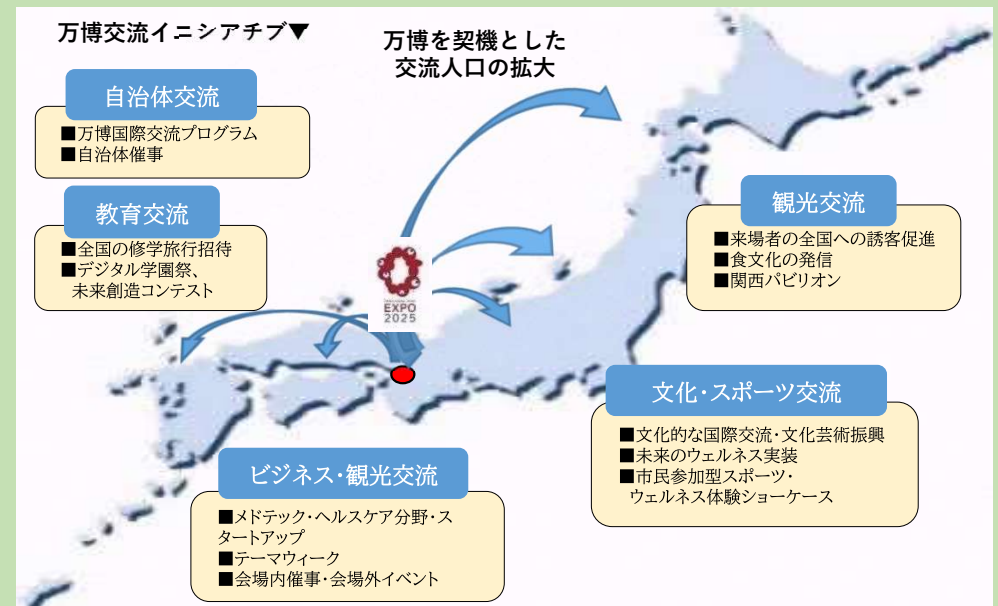 万博交流イニシアチブ▼
万博を契機とした
交流人口の拡大
自治体交流
■万博国際交流プログラム
■自治体催事
教育交流
■全国の修学旅行招待
■デジタル学園祭、
未来創造コンテスト
観光交流
■来場者の全国への誘客促進
■食文化の発信
■関西パビリオン
EXPO
2025
文化・スポーツ交流
■文化的な国際交流・文化芸術振興
■未来のウェルネス実装
■市民参加型スポーツ・
ウェルネス体験ショーケース
ビジネス・観光交流
■メドテック・ヘルスケア分野・ス
タートアップ
■テーマウィーク
■会場内催事・会場外イベント